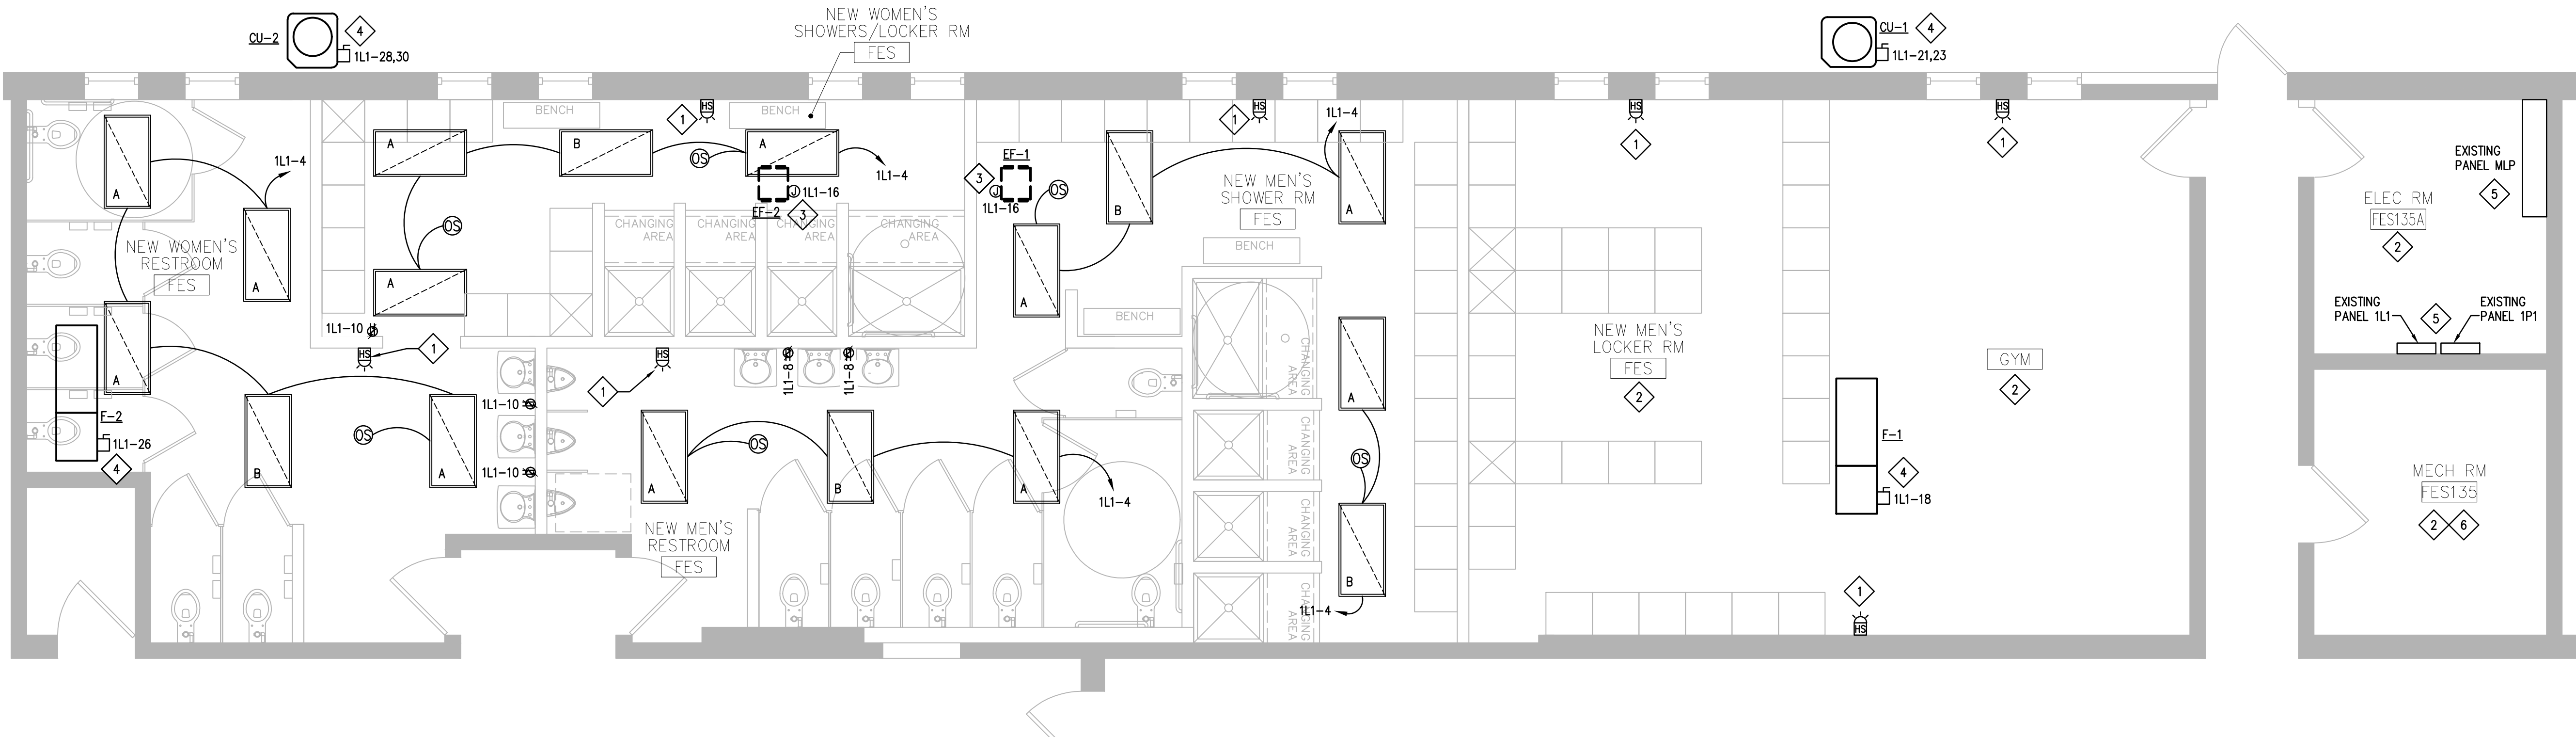 NEW WOMEN'S
SHOWERS/LOCKER RM
FES
CU-2
4
1L1-28,30
CU-1
4
1L1-21,23
BENCH
1
HS
BENCH
1
HS
1L1-4
HS
1
HS
1
A
1L1-4
A
A
B
OS
A
1L1-4
EF-2
J
1L1-16
3
EF-1
3
J
1L1-16
OS
B
A
A
NEW MEN'S
SHOWER RM
FES
BENCH
EXISTING
PANEL MLP
5
ELEC RM
FES135A
2
NEW WOMEN'S
RESTROOM
FES
OS
A
CHANGING
AREA
CHANGING
AREA
CHANGING
AREA
CHANGING
AREA
BENCH
1L1-10
HS
1
HS
1
1L1-8
1L1-8
EXISTING
PANEL 1L1
5
EXISTING
PANEL 1P1
A
F-2
1L1-26
4
B
OS
A
1L1-10
1L1-10
A
OS
B
A
1L1-4
NEW MEN'S
RESTROOM
FES
CHANGING
AREA
CHANGING
AREA
CHANGING
AREA
CHANGING
AREA
A
OS
B
1L1-4
NEW MEN'S
LOCKER RM
FES
2
GYM
2
F-1
4
1L1-18
1
HS
MECH RM
FES135
2
6